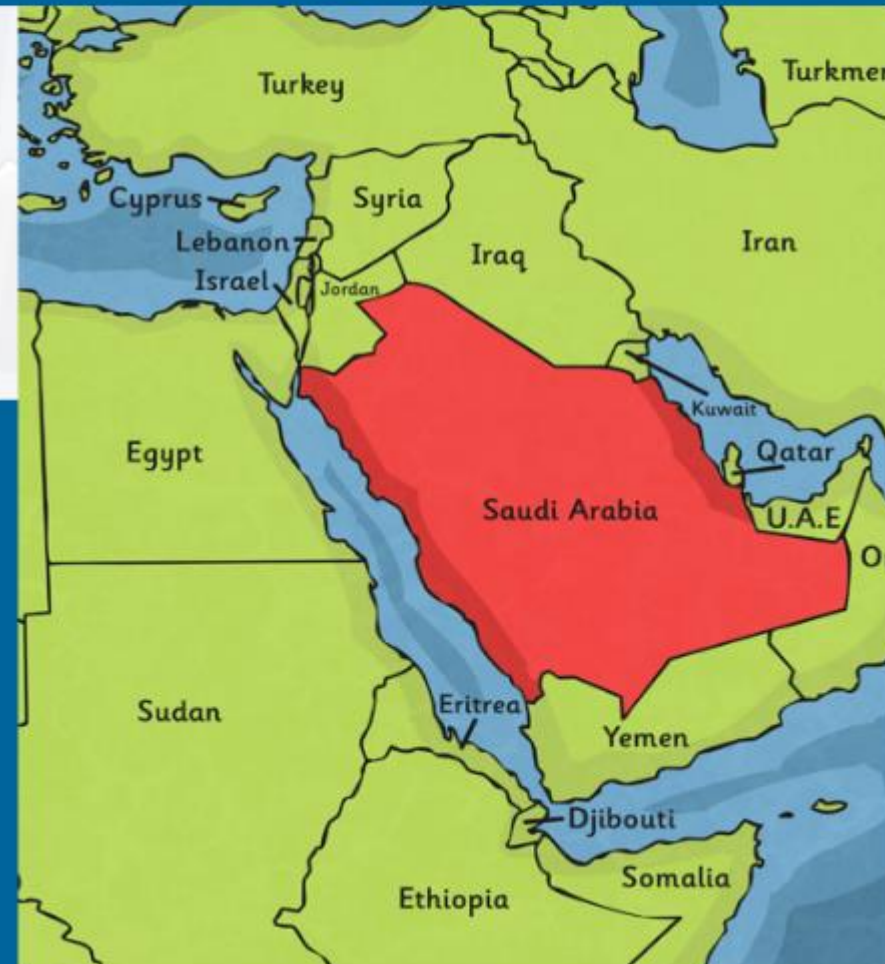 Turkey
Turkmen
Cyprus
Syria
Lebanon
Iraq
Iran
Israel
Jordan
Kuwait
Egypt
Qatar
Saudi Arabia
U.A.E
O
Sudan
Eritrea
Yemen
Djibouti
Somalia
Ethiopia